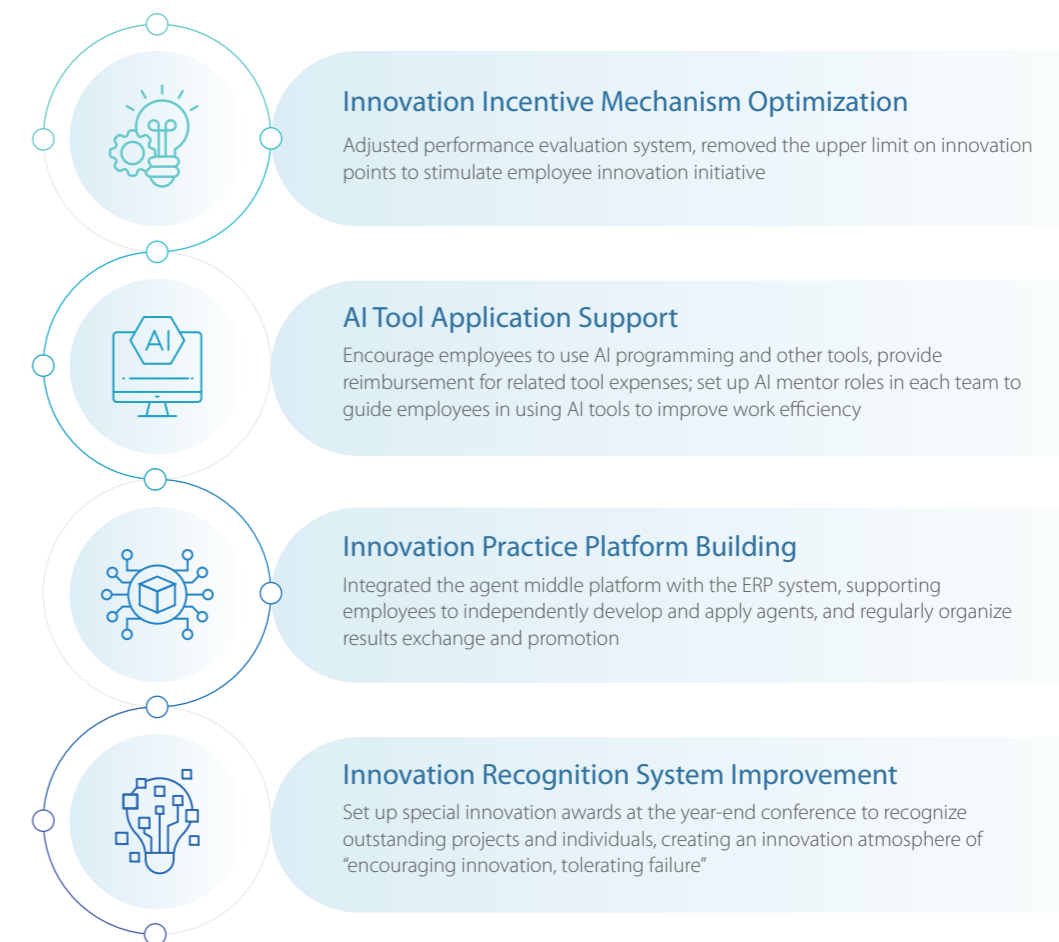 Innovation Incentive Mechanism Optimization
Adjusted performance evaluation system, removed the upper limit on innovation
points to stimulate employee innovation initiative
AI
AI Tool Application Support
Encourage employees to use AI programming and other tools, provide
reimbursement for related tool expenses; set up AI mentor roles in each team to
guide employees in using AI tools to improve work efficiency
Innovation Practice Platform Building
Integrated the agent middle platform with the ERP system, supporting
employees to independently develop and apply agents, and regularly organize
results exchange and promotion
Innovation Recognition System Improvement
Set up special innovation awards at the year-end conference to recognize
outstanding projects and individuals, creating an innovation atmosphere of
“encouraging innovation, tolerating failure”